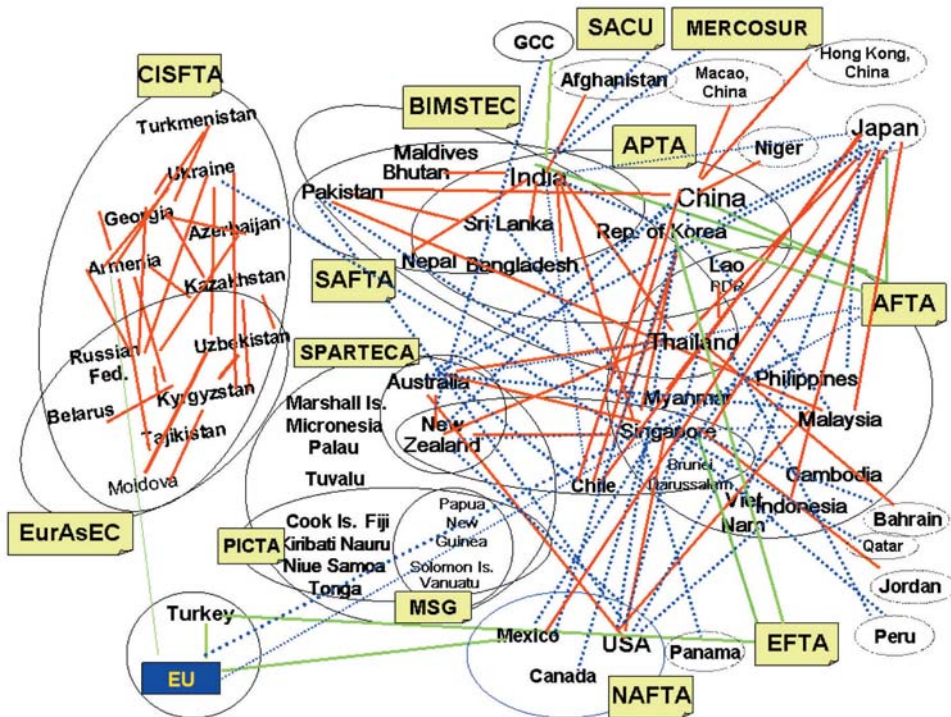 GCC
SACU
MERCOSUR
CISFTA
Afghanistan
Macao,
China
Hong Kong,
China
Turkmenistan
BIMSTEC
Japan
Ukraine
Maldives
Bhutan
India
APTA
Niger
Pakistan
China
Georgia
Azerbaijan
Sri Lanka
Rep. of Korea
Armenia
Nepal
Bangladesh
Lao
PDR
Kazakhstan
SAFTA
AFTA
Russian
Fed.
Uzbekistan
SPARTECA
Thailand
Australia
Philippines
Belarus
Kyrgyzstan
Marshall Is.
Micronesia
Palau
Myanmar
Malaysia
Tajikistan
New
Zealand
Singapore
Moldova
Tuvalu
Chile
Brunei
Darussalam
Cambodia
Viet
Nam
Indonesia
EurAsEC
PICTA
Cook Is. Fiji
Kiribati Nauru
Niue Samoa
Tonga
Papua
New
Guinea
Solomon Is.
Vanuatu
Bahrain
Qatar
MSG
Jordan
Turkey
Mexico
USA
Panama
EFTA
Peru
EU
Canada
NAFTA